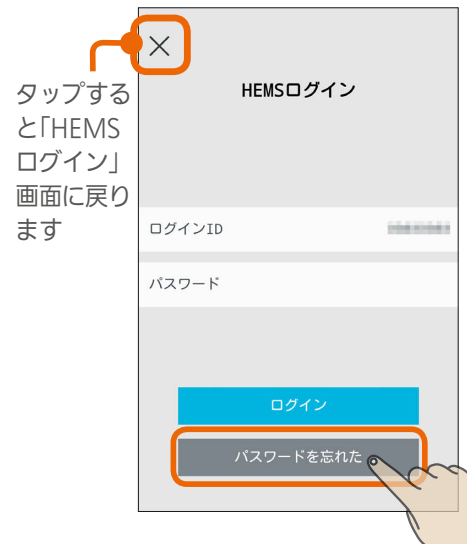 タップする
と「HEMS
ログイン」
画面に戻り
ます
HEMSログイン
ログインID
パスワード
ログイン
パスワードを忘れた